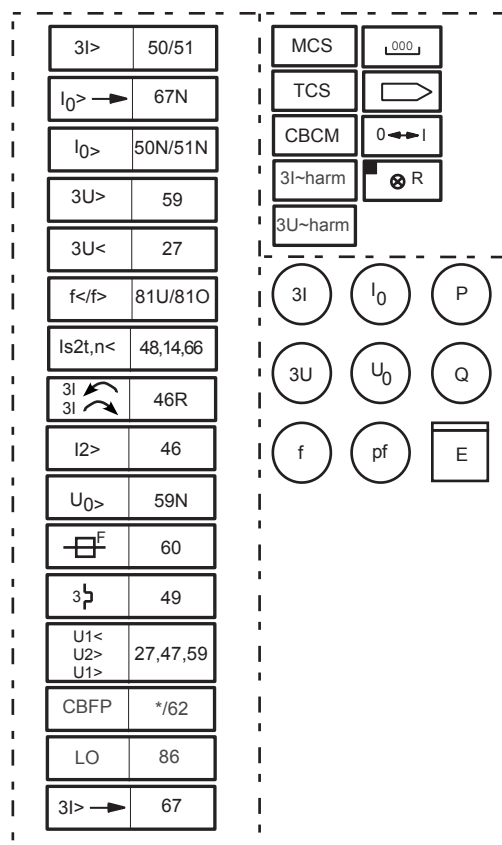 3I> 50/51
I0> 67N
I0> 50N/51N
3U> 59
3U< 27
f</f> 81U/81O
Is2t,n< 48,14,66
3I
3I
46R
I2> 46
U0> 59N
F 60
3 49
U1<
U2>
U1>
27,47,59
CBFP */62
LO 86
3I> 67
MCS 000
TCS
CBCM 0 I
3I~harm R
3U~harm
3I I0 P
3U U0 Q
f pf E